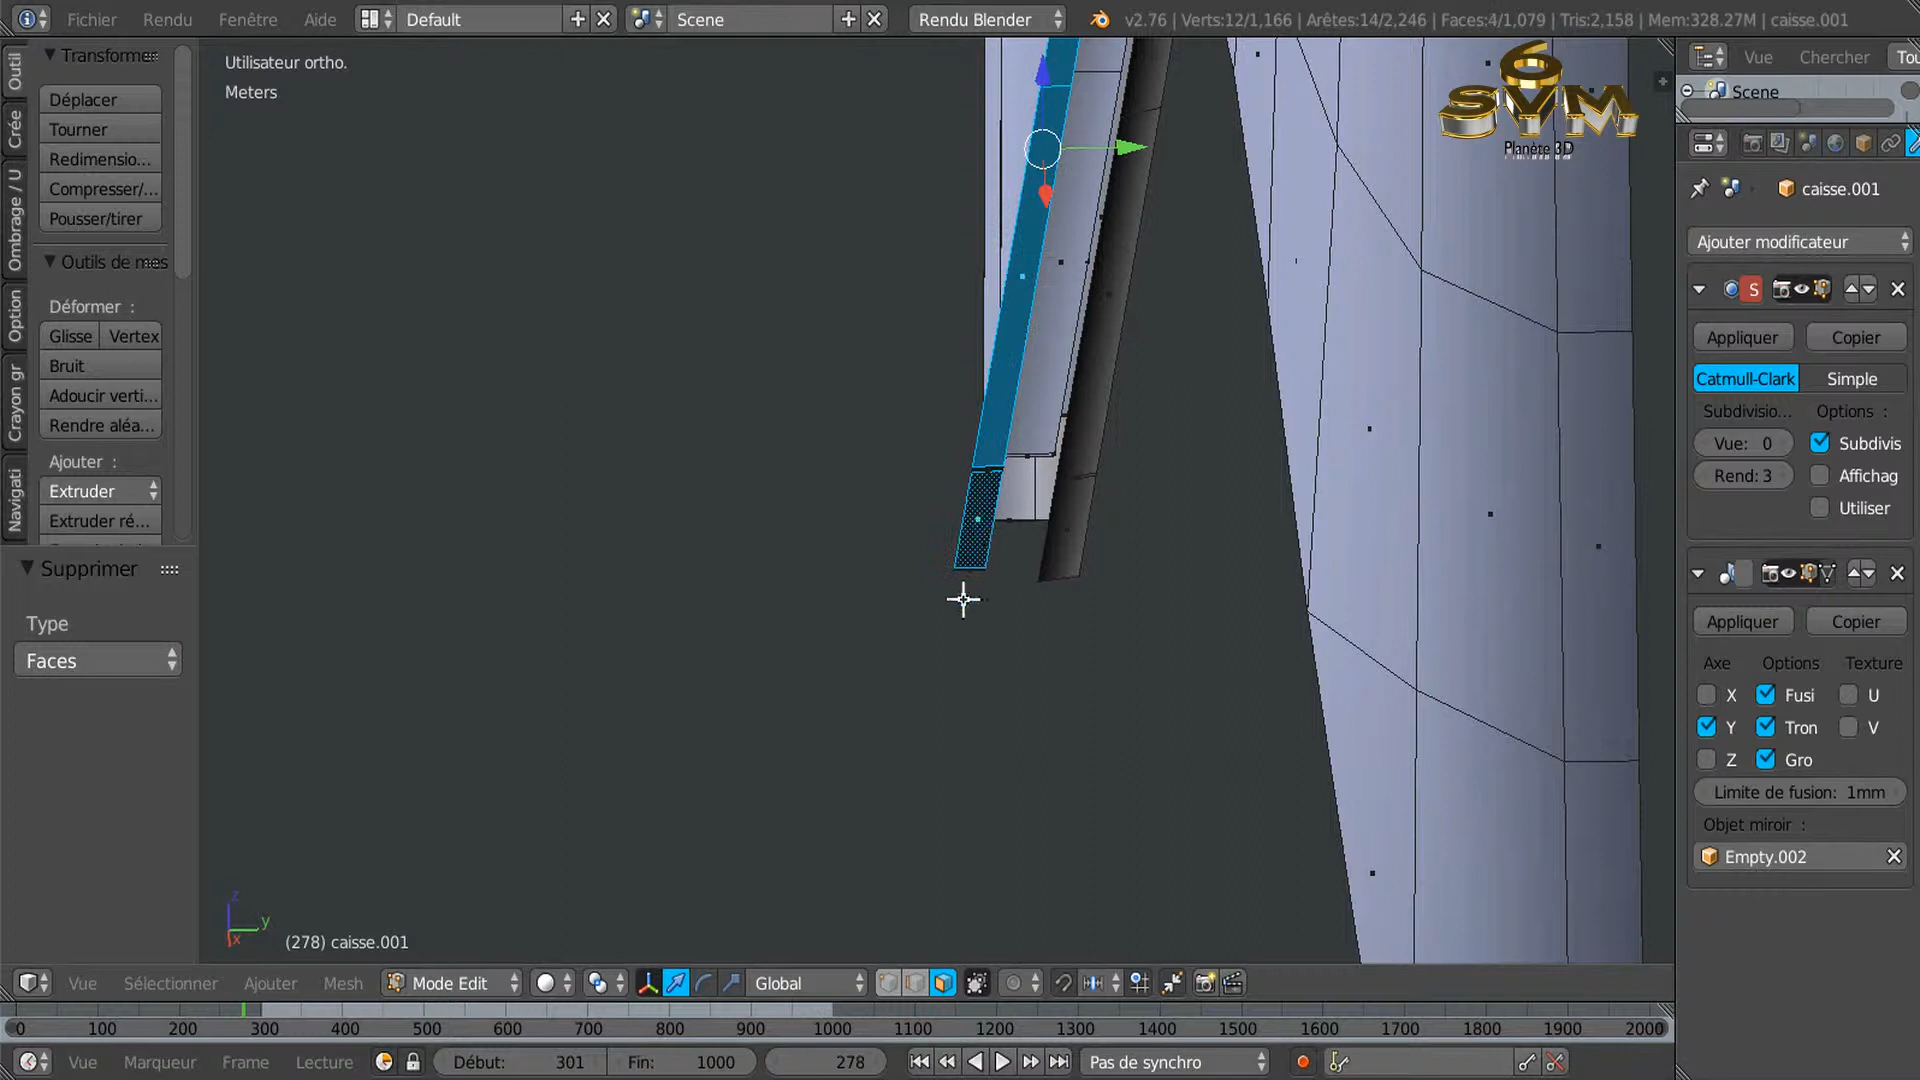 Fichier Rendu Fenêtre Aide Default Scene Rendu Blender v2.76 | Verts:12/1,166 | Arêtes:14/2,246 | Faces:4/1,079 | Tris:2,158 | Mem:328.27M | caisse.001
Outil
Crée
Ombrage / U
Option
Crayon gr
Navigati
Transforme
Déplacer
Tourner
Redimensio...
Compresser/...
Pousser/tirer
Outils de mes
Déformer :
Glisse Vertex
Bruit
Adoucir verti...
Rendre aléa...
Ajouter :
Extruder
Extruder ré...
Supprimer
Type
Faces
Utilisateur ortho.
Meters
6
SYM
Planète 3D
z
y
x
(278) caisse.001
Vue Chercher Tou
Scene
caisse.001
Ajouter modificateur
S
Appliquer Copier
Catmull-Clark Simple
Subdivisio... Options :
Vue: 0 Subdivis
Rend: 3 Affichag
Utiliser
Appliquer Copier
Axe Options Texture
X Fusi U
Y Tron V
Z Gro
Limite de fusion: 1mm
Objet miroir :
Empty.002
Vue Sélectionner Ajouter Mesh Mode Edit Global
0 100 200 300 400 500 600 700 800 900 1000 1100 1200 1300 1400 1500 1600 1700 1800 1900 2000
Vue Marqueur Frame Lecture Début: 301 Fin: 1000 278 Pas de synchro